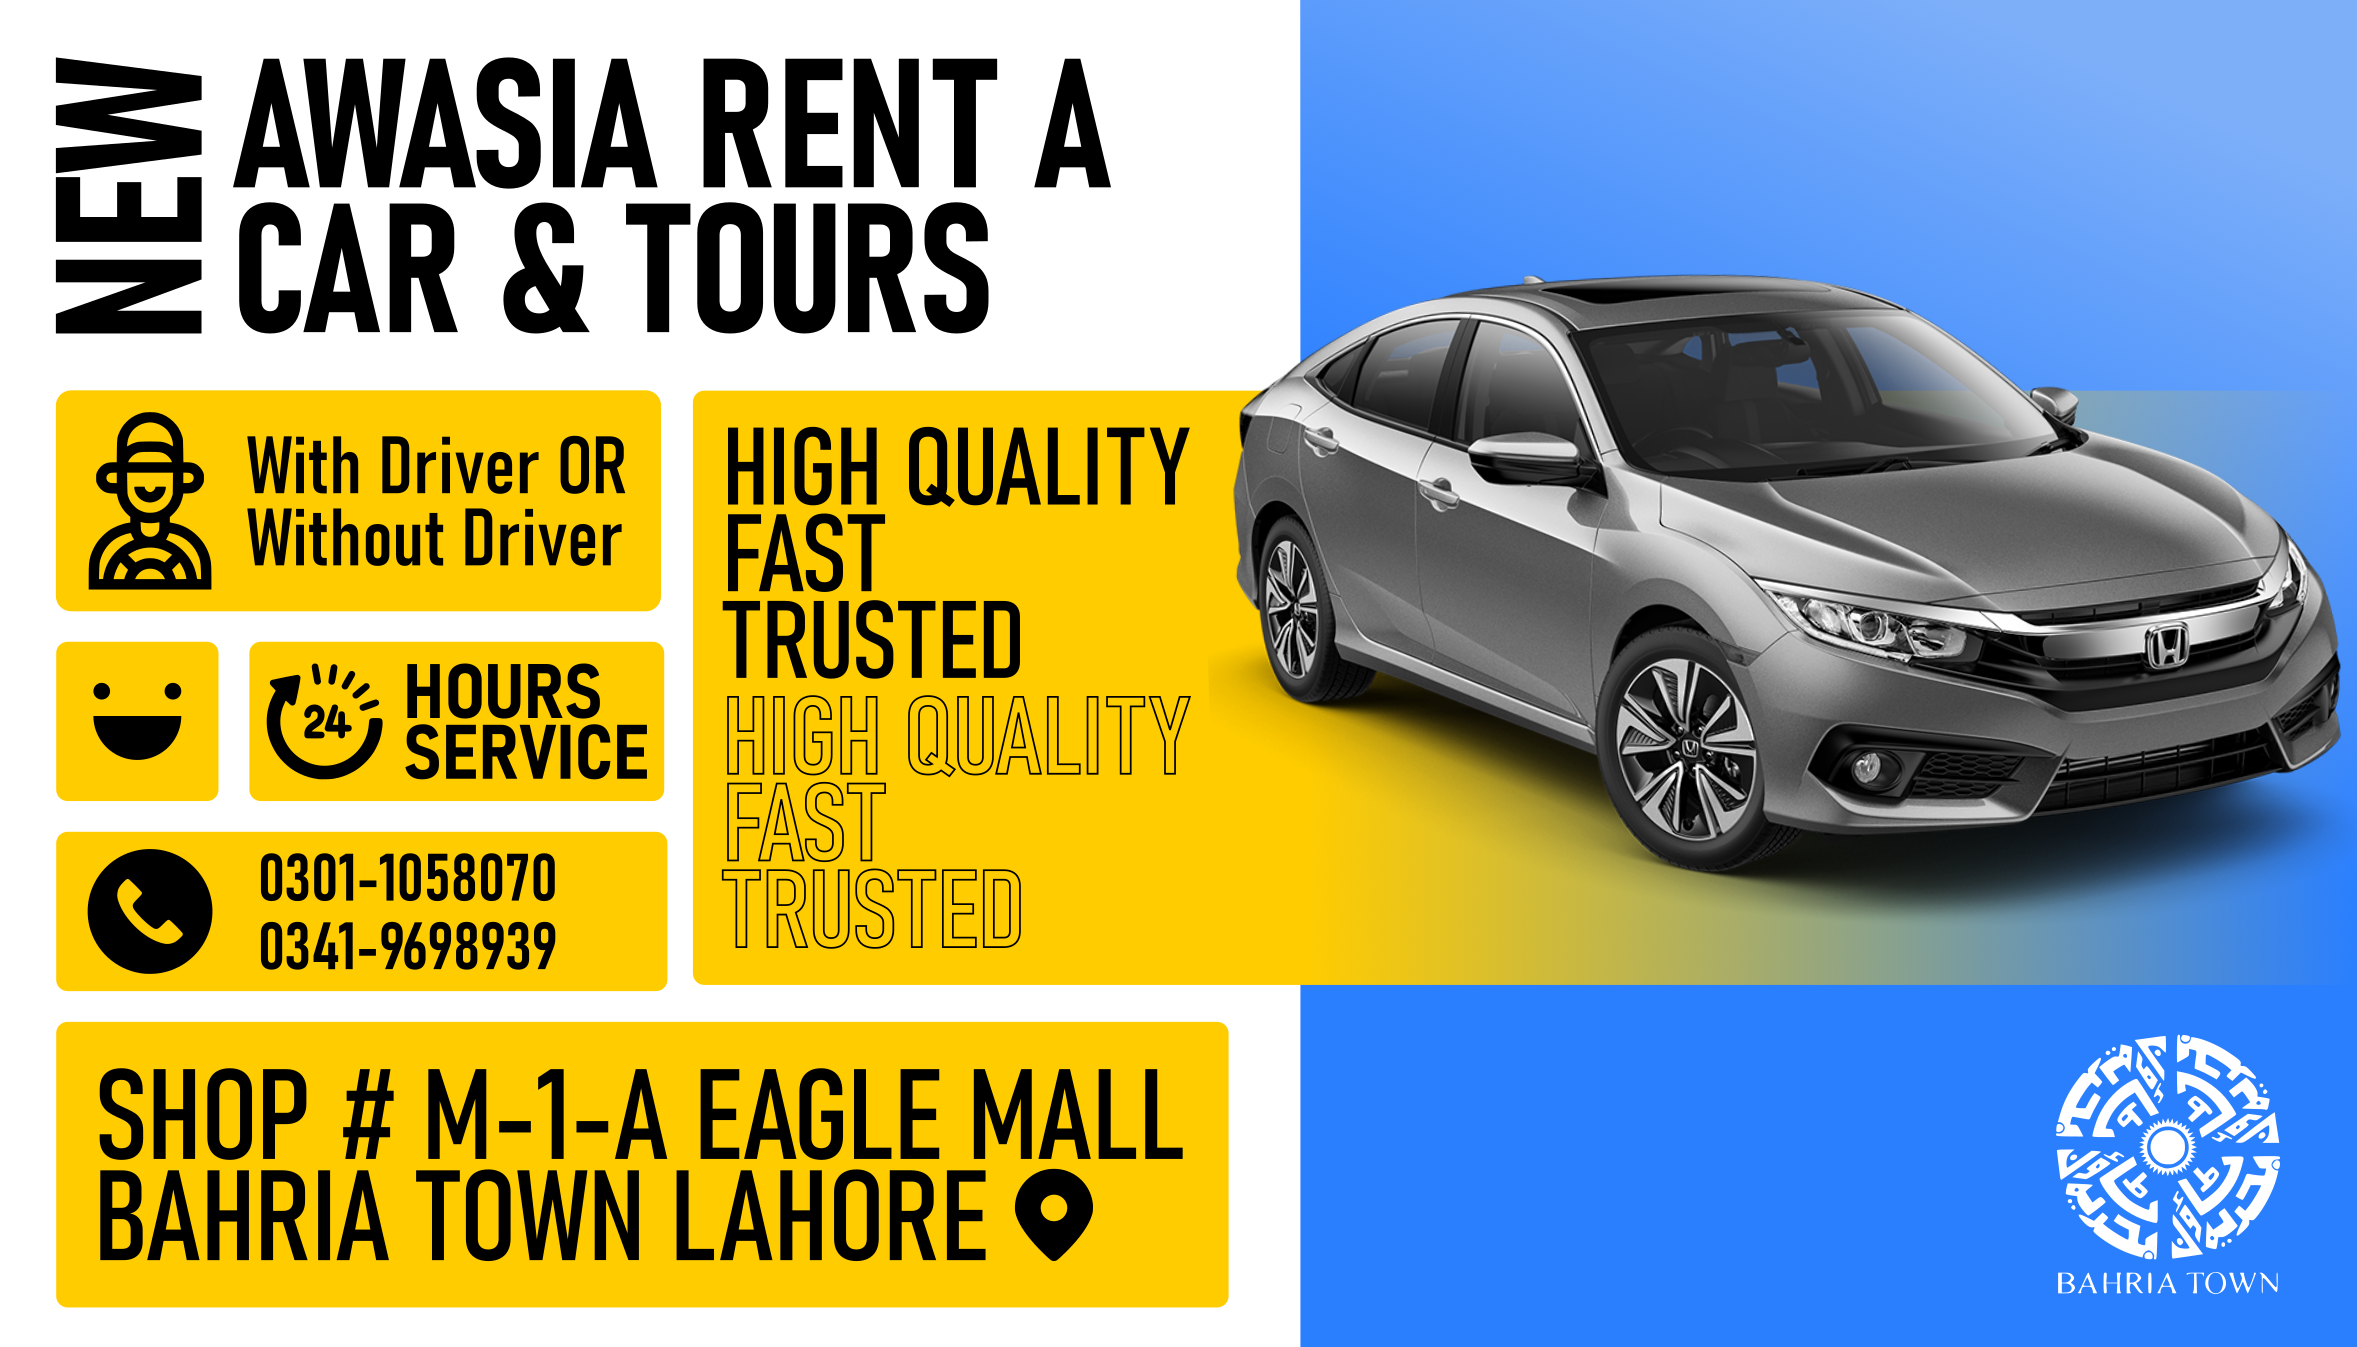 NEW
AWASIA RENT A
CAR & TOURS
With Driver OR
Without Driver
24
HOURS
SERVICE
0301-1058070
0341-9698939
HIGH QUALITY
FAST
TRUSTED
HIGH QUALITY
FAST
TRUSTED
SHOP # M-1-A EAGLE MALL
BAHRIA TOWN LAHORE
BAHRIA TOWN